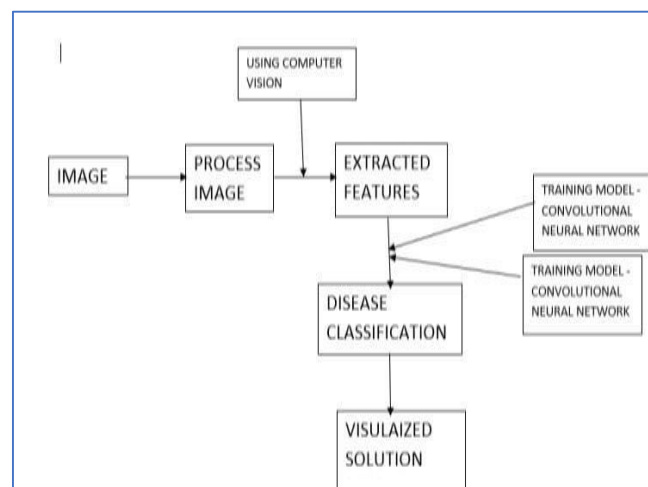 USING COMPUTER
VISION
IMAGE
PROCESS
IMAGE
EXTRACTED
FEATURES
TRAINING MODEL -
CONVOLUTIONAL
NEURAL NETWORK
TRAINING MODEL -
CONVOLUTIONAL
NEURAL NETWORK
DISEASE
CLASSIFICATION
VISULAIZED
SOLUTION